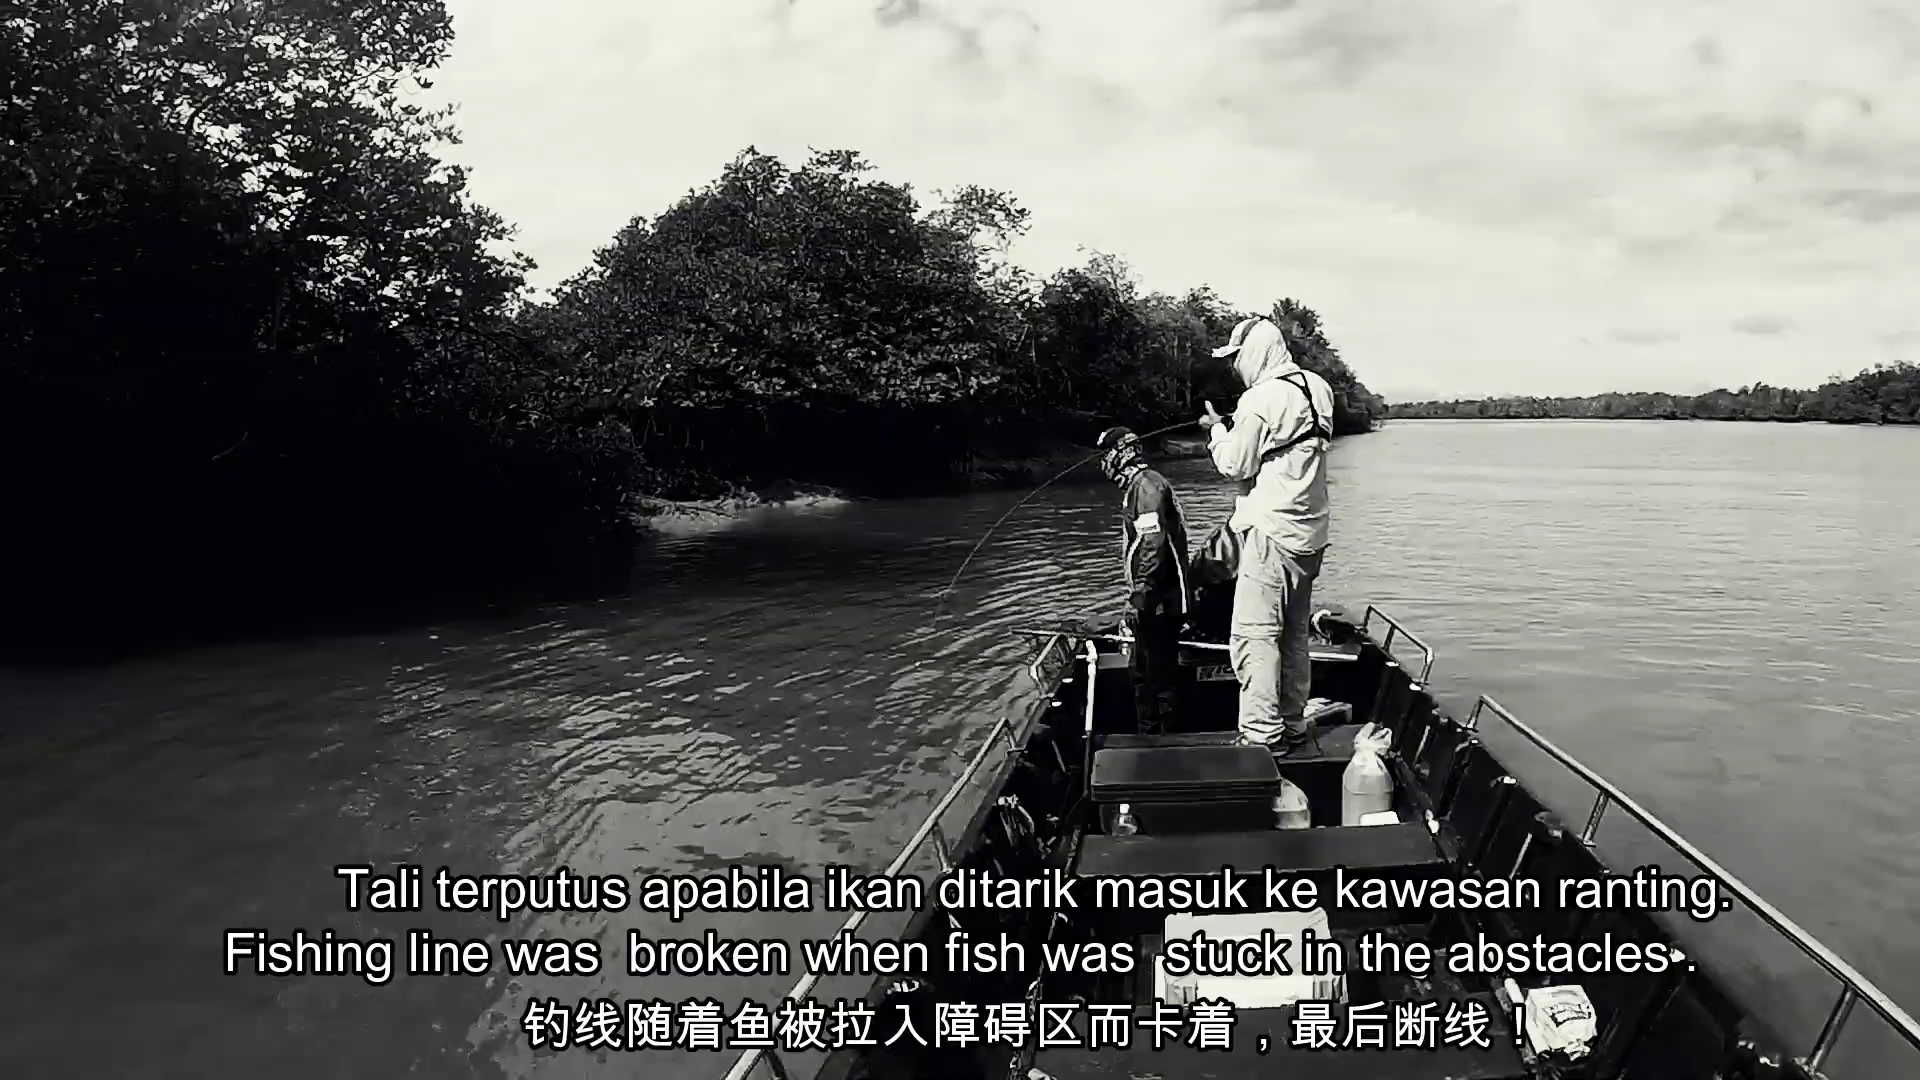 Tali terputus apabila ikan ditarik masuk ke kawasan ranting.
Fishing line was  broken when fish was  stuck in the abstacles .
钓线随着鱼被拉入障碍区而卡着，最后断线！